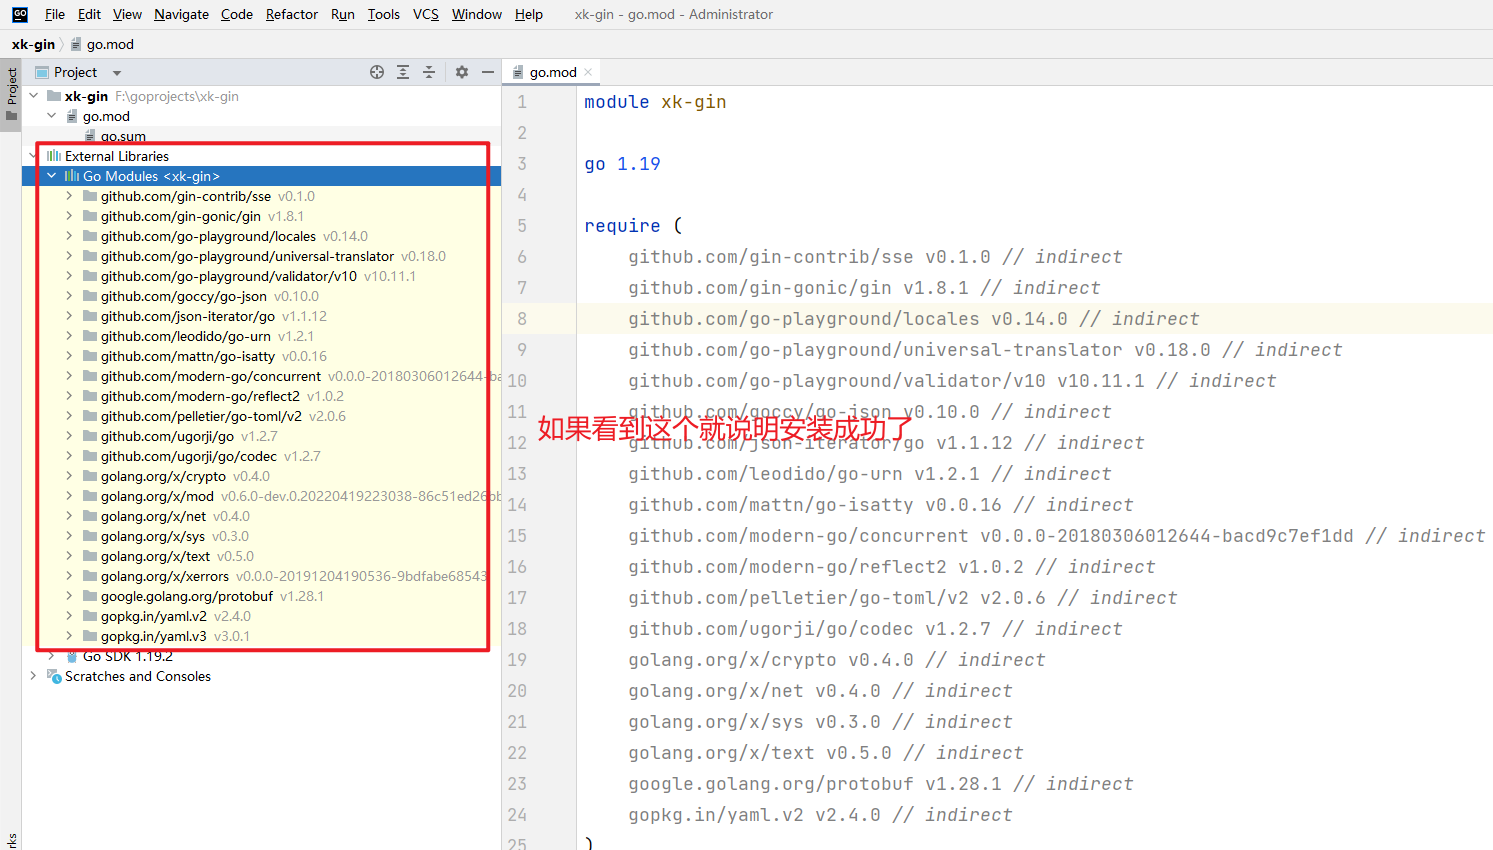 GO File Edit View Navigate Code Refactor Run Tools VCS Window Help xk-gin - go.mod - Administrator
xk-gin go.mod
Project
Project
xk-gin F:\goprojects\xk-gin
go.mod
go.sum
External Libraries
Go Modules <xk-gin>
github.com/gin-contrib/sse v0.1.0
github.com/gin-gonic/gin v1.8.1
github.com/go-playground/locales v0.14.0
github.com/go-playground/universal-translator v0.18.0
github.com/go-playground/validator/v10 v10.11.1
github.com/goccy/go-json v0.10.0
github.com/json-iterator/go v1.1.12
github.com/leodido/go-urn v1.2.1
github.com/mattn/go-isatty v0.0.16
github.com/modern-go/concurrent v0.0.0-20180306012644-ba
github.com/modern-go/reflect2 v1.0.2
github.com/pelletier/go-toml/v2 v2.0.6
github.com/ugorji/go v1.2.7
github.com/ugorji/go/codec v1.2.7
golang.org/x/crypto v0.4.0
golang.org/x/mod v0.6.0-dev.0.20220419223038-86c51ed26bb
golang.org/x/net v0.4.0
golang.org/x/sys v0.3.0
golang.org/x/text v0.5.0
golang.org/x/xerrors v0.0.0-20191204190536-9bdfabe68543
google.golang.org/protobuf v1.28.1
gopkg.in/yaml.v2 v2.4.0
gopkg.in/yaml.v3 v3.0.1
Go SDK 1.19.2
Scratches and Consoles
go.mod
1 module xk-gin
2
3 go 1.19
4
5 require (
6 github.com/gin-contrib/sse v0.1.0 // indirect
7 github.com/gin-gonic/gin v1.8.1 // indirect
8 github.com/go-playground/locales v0.14.0 // indirect
9 github.com/go-playground/universal-translator v0.18.0 // indirect
10 github.com/go-playground/validator/v10 v10.11.1 // indirect
11 github.com/goccy/go-json v0.10.0 // indirect
如果看到这个就说明安装成功了
12 github.com/json-iterator/go v1.1.12 // indirect
13 github.com/leodido/go-urn v1.2.1 // indirect
14 github.com/mattn/go-isatty v0.0.16 // indirect
15 github.com/modern-go/concurrent v0.0.0-20180306012644-bacd9c7ef1dd // indirect
16 github.com/modern-go/reflect2 v1.0.2 // indirect
17 github.com/pelletier/go-toml/v2 v2.0.6 // indirect
18 github.com/ugorji/go/codec v1.2.7 // indirect
19 golang.org/x/crypto v0.4.0 // indirect
20 golang.org/x/net v0.4.0 // indirect
21 golang.org/x/sys v0.3.0 // indirect
22 golang.org/x/text v0.5.0 // indirect
23 google.golang.org/protobuf v1.28.1 // indirect
24 gopkg.in/yaml.v2 v2.4.0 // indirect
25 )
rks